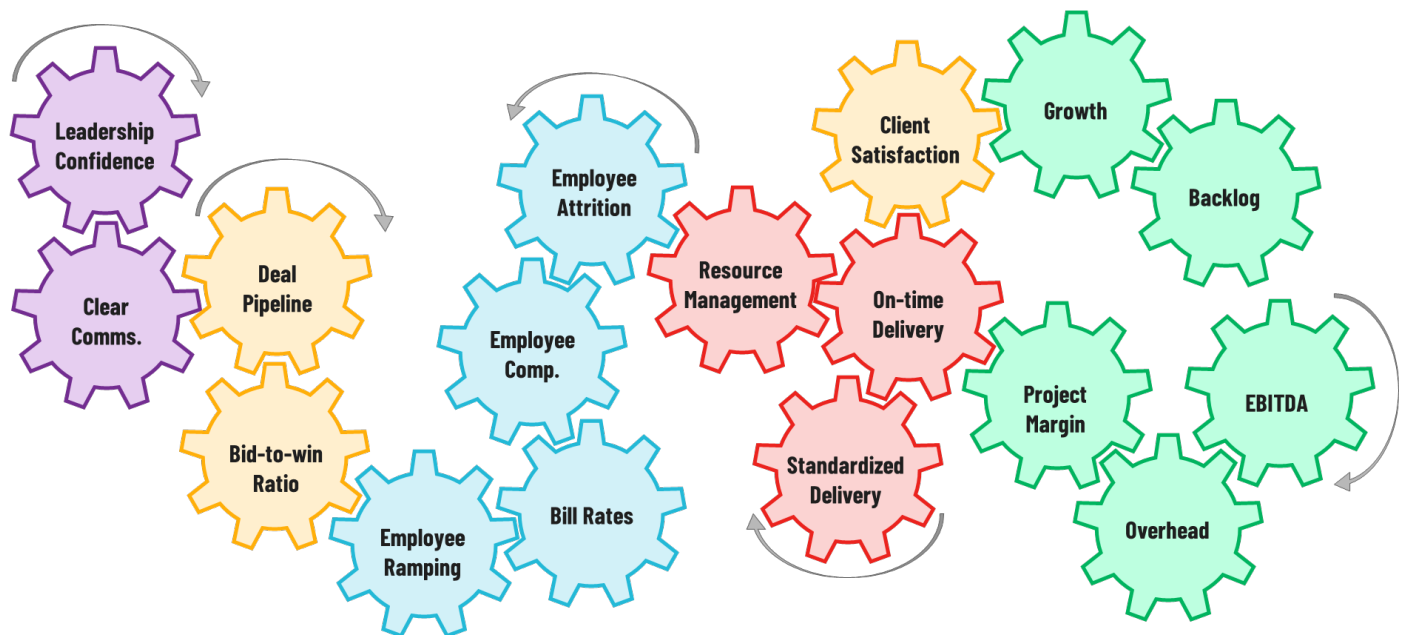 Leadership
Confidence
Clear
Comms.
Deal
Pipeline
Bid-to-win
Ratio
Employee
Ramping
Bill Rates
Employee
Comp.
Employee
Attrition
Resource
Management
On-time
Delivery
Standardized
Delivery
Client
Satisfaction
Growth
Backlog
Project
Margin
Overhead
EBITDA